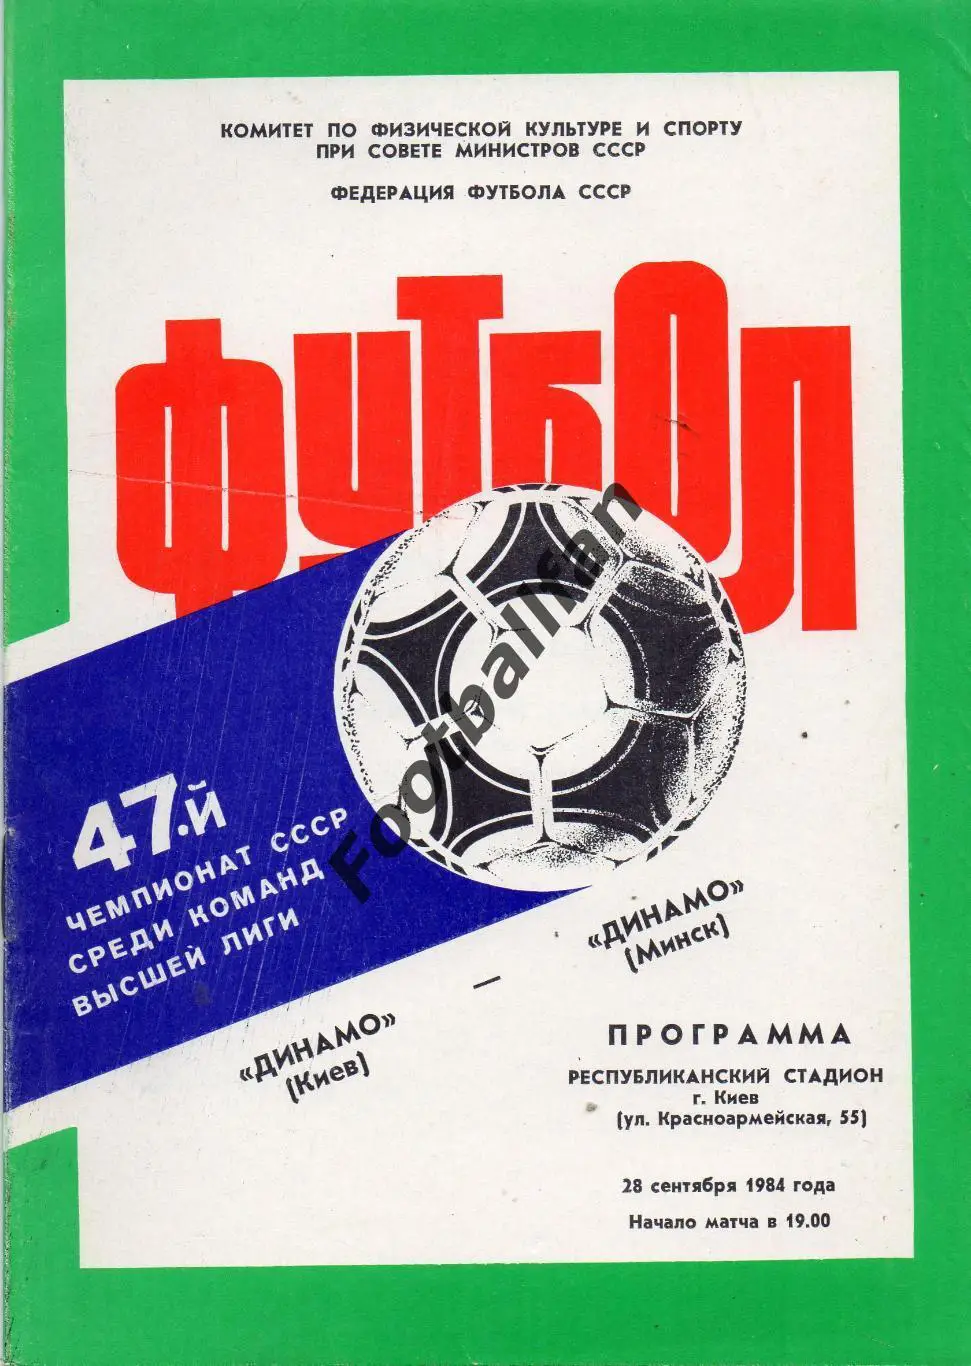 КОМИТЕТ ПО ФИЗИЧЕСКОЙ КУЛЬТУРЕ И СПОРТУ
ПРИ СОВЕТЕ МИНИСТРОВ СССР
ФЕДЕРАЦИЯ ФУТБОЛА СССР
ФУТБОЛ
Footballfan
47-й
ЧЕМПИОНАТ СССР
СРЕДИ КОМАНД
ВЫСШЕЙ ЛИГИ
«ДИНАМО»
(Киев)
—
«ДИНАМО»
(Минск)
ПРОГРАММА
РЕСПУБЛИКАНСКИЙ СТАДИОН
г. Киев
(ул. Красноармейская, 55)
28 сентября 1984 года
Начало матча в 19.00